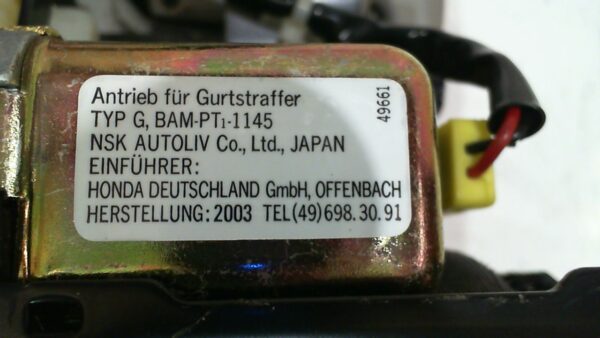 Antrieb für Gurtstraffer
TYP G, BAM-PT1-1145
NSK AUTOLIV Co., Ltd., JAPAN
EINFÜHRER:
HONDA DEUTSCHLAND GmbH, OFFENBACH
HERSTELLUNG: 2003 TEL(49)698.30.91
49661